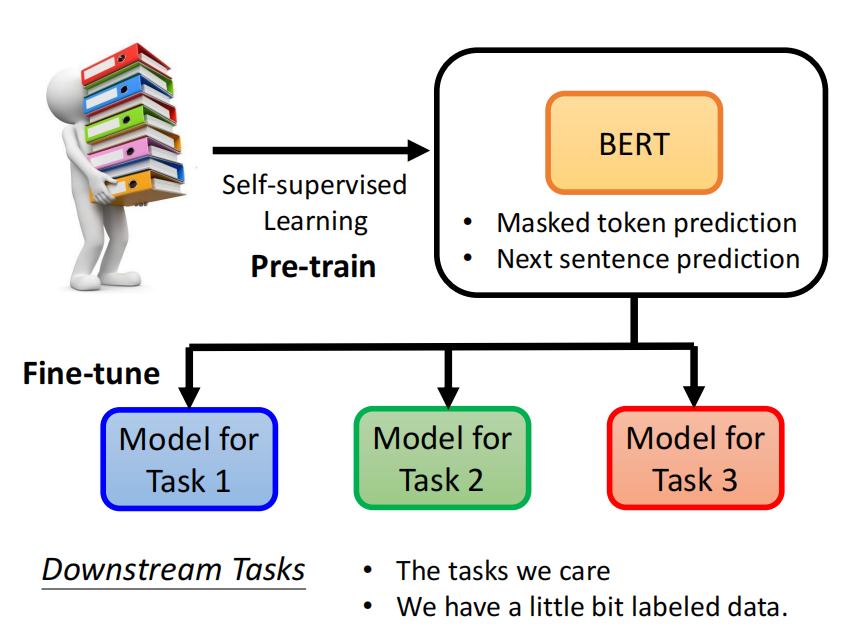 BERT
Self-supervised
Learning
Pre-train
• Masked token prediction
• Next sentence prediction
Fine-tune
Model for
Task 1
Model for
Task 2
Model for
Task 3
Downstream Tasks
• The tasks we care
• We have a little bit labeled data.